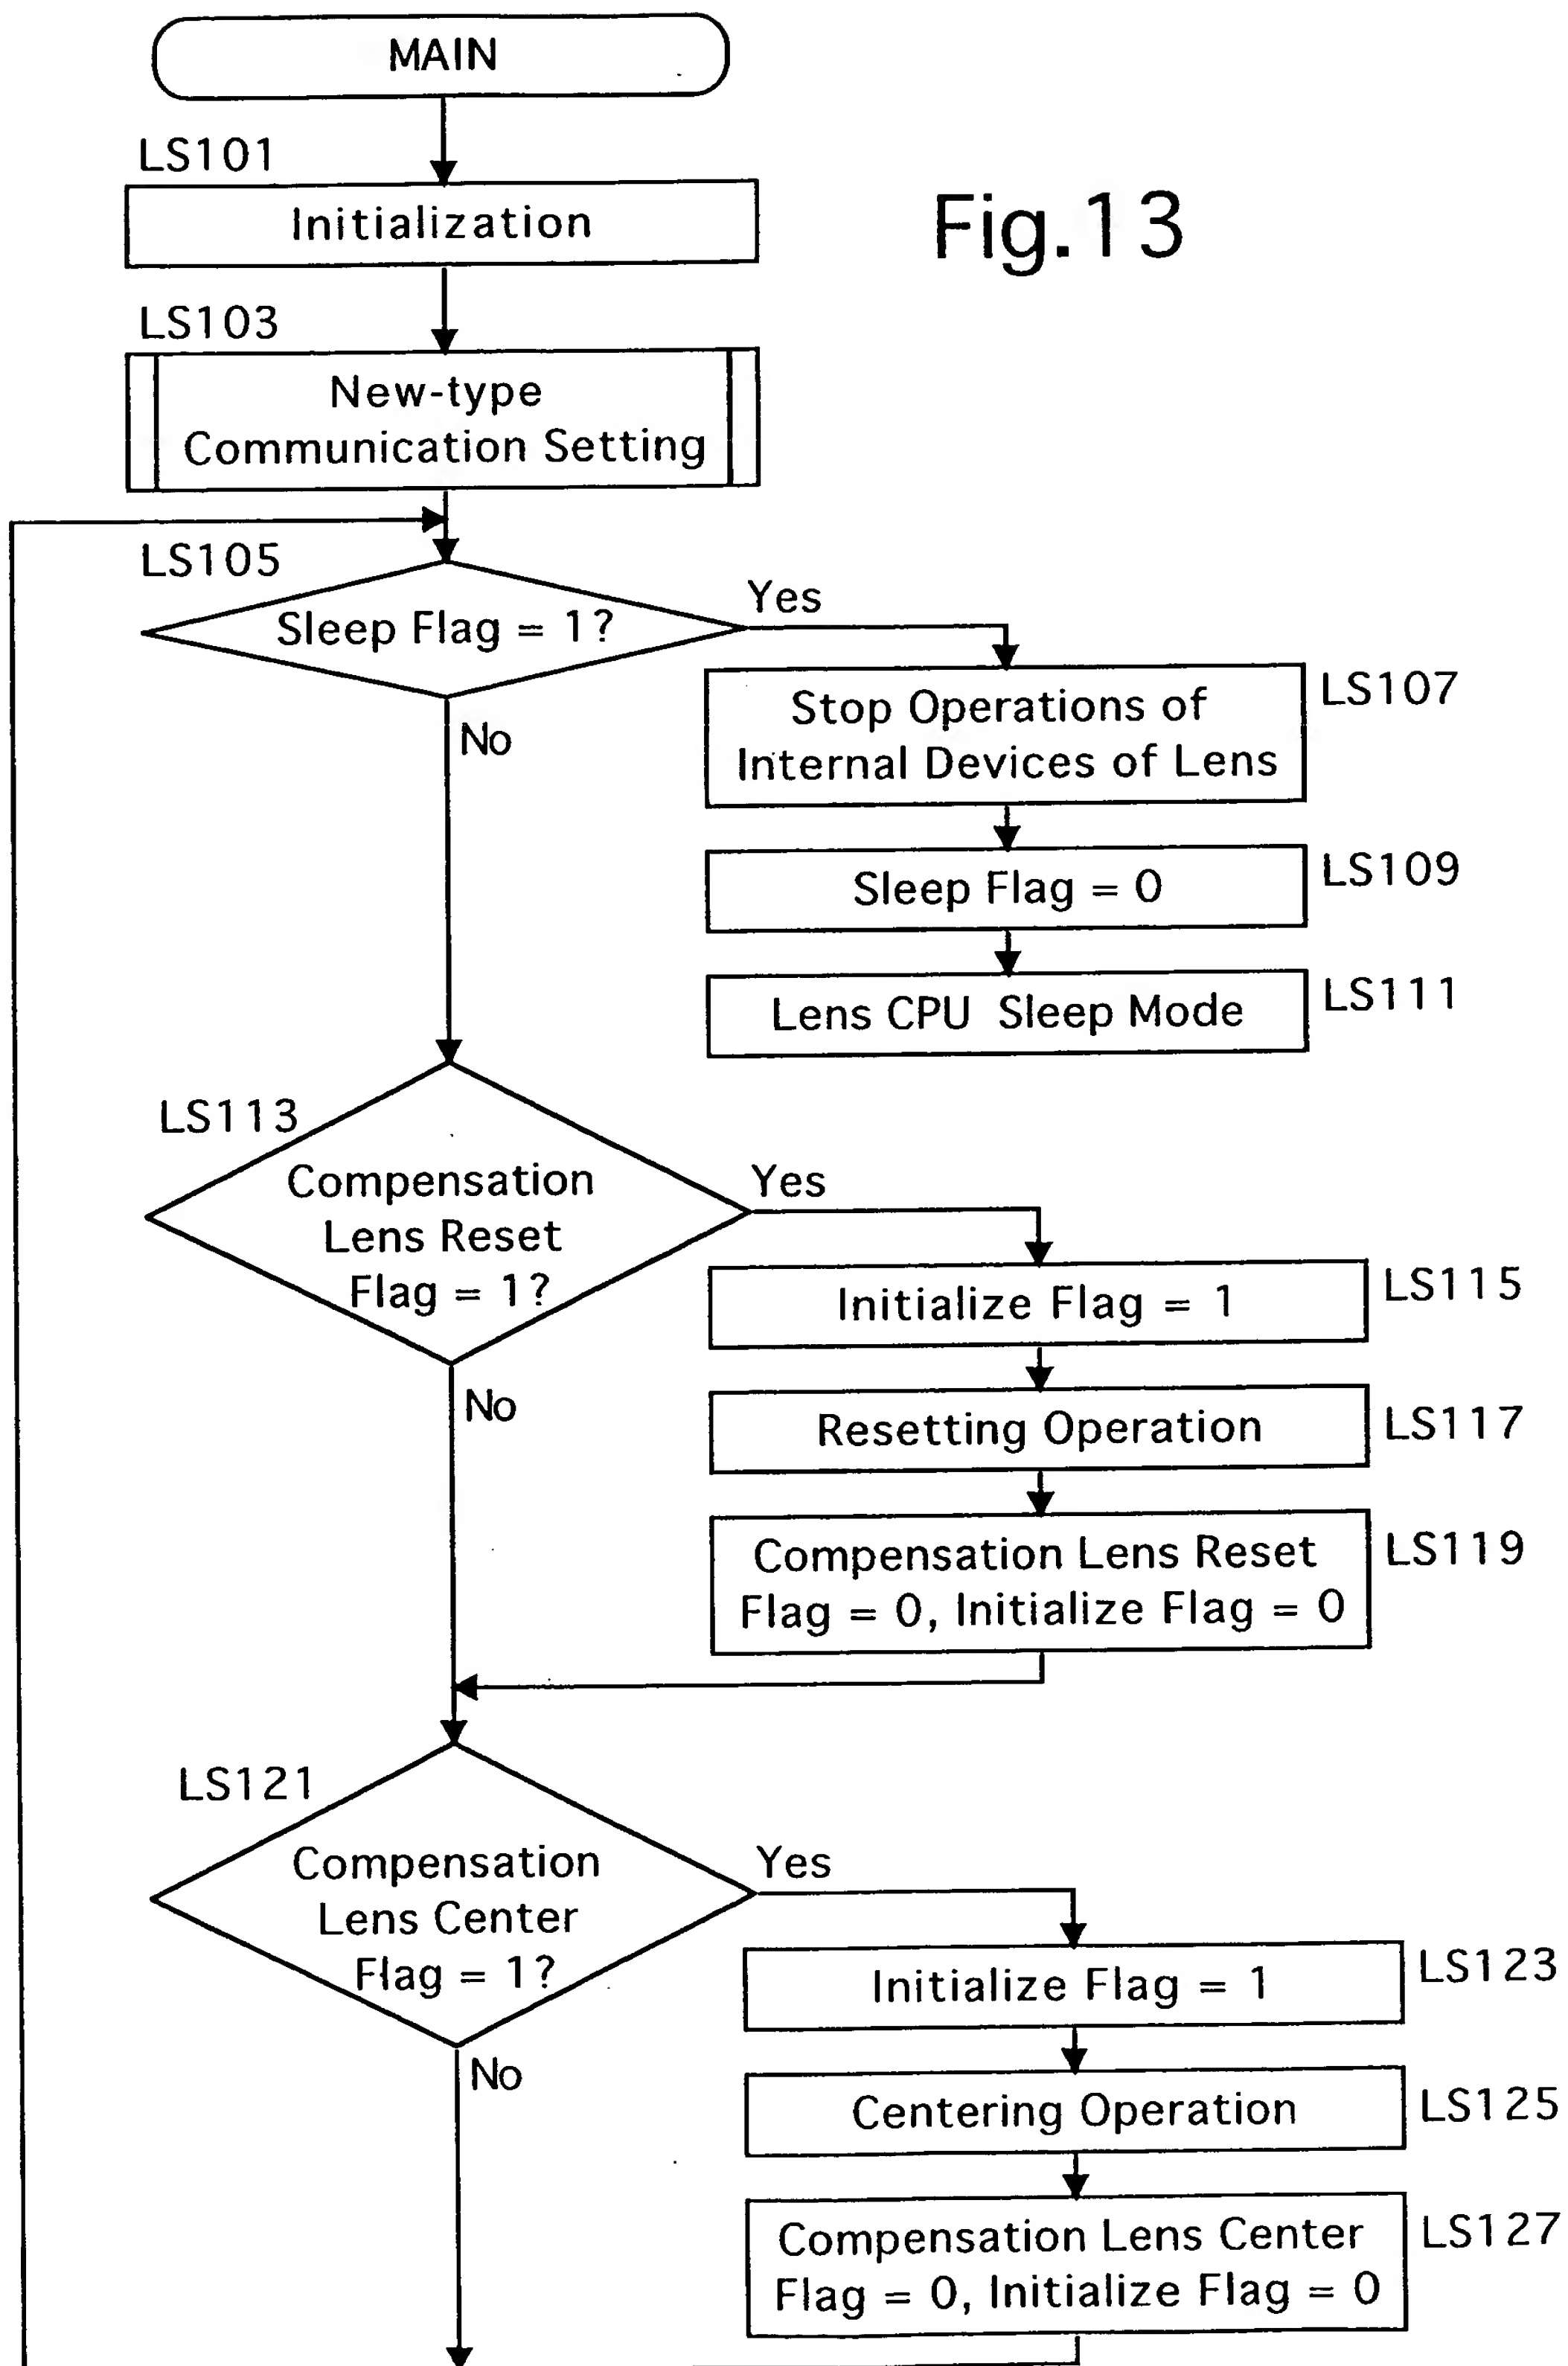 MAIN
Fig.13
LS101
Initialization
LS103
New-type
Communication Setting
LS105
Sleep Flag = 1?
Yes
No
LS107
Stop Operations of
Internal Devices of Lens
LS109
Sleep Flag = 0
LS111
Lens CPU Sleep Mode
LS113
Compensation
Lens Reset
Flag = 1?
Yes
No
LS115
Initialize Flag = 1
LS117
Resetting Operation
LS119
Compensation Lens Reset
Flag = 0, Initialize Flag = 0
LS121
Compensation
Lens Center
Flag = 1?
Yes
No
LS123
Initialize Flag = 1
LS125
Centering Operation
LS127
Compensation Lens Center
Flag = 0, Initialize Flag = 0